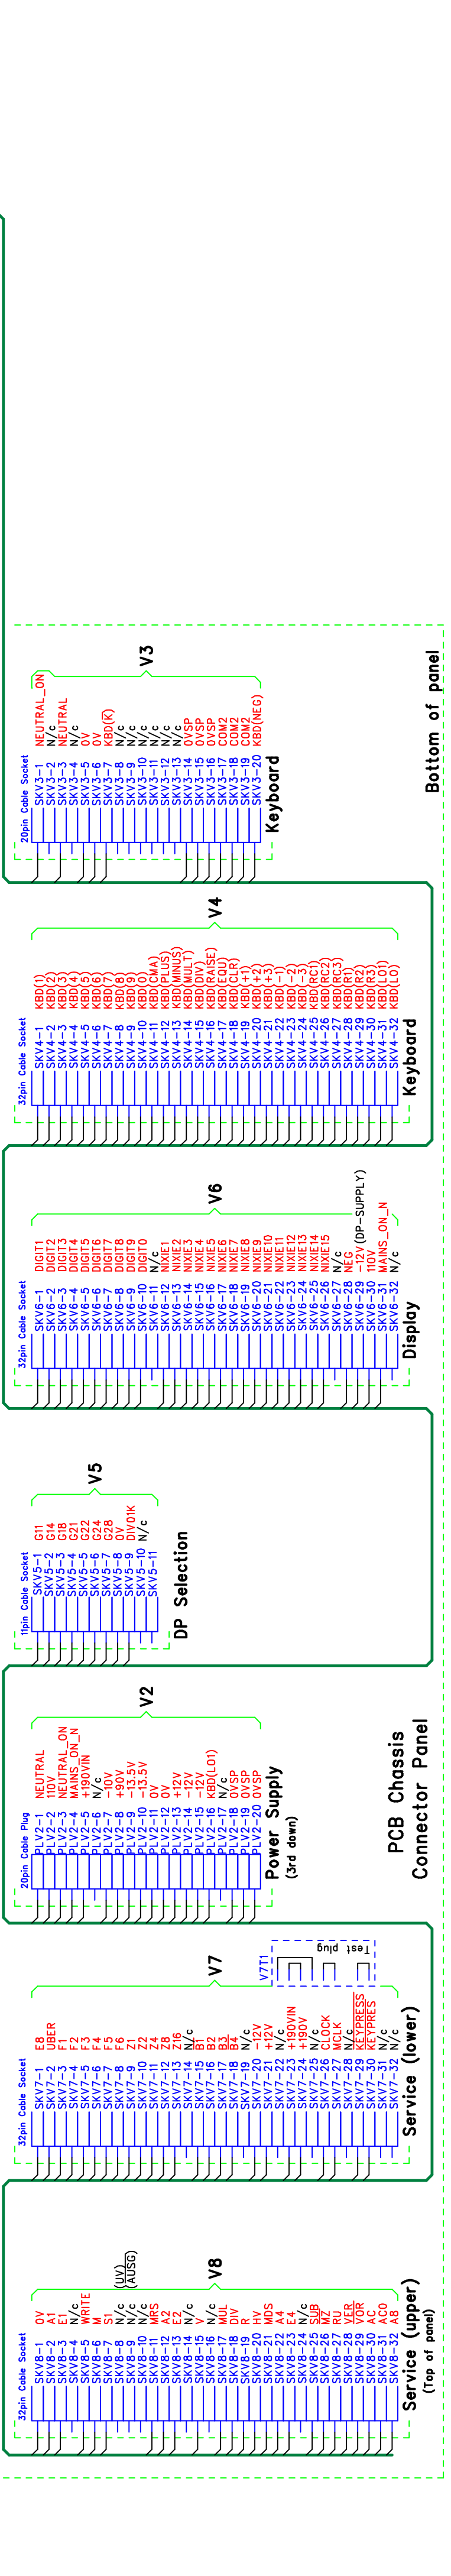 32pin Cable Socket
SKV8-1 0V
SKV8-2 A1
SKV8-3 E1
SKV8-4 N/c
SKV8-5 WRITE
SKV8-6 S
SKV8-7 S1
SKV8-8 N/c (UV)
SKV8-9 N/c (AUSG)
SKV8-10 N/c
SKV8-11 MRS
SKV8-12 A2
SKV8-13 E2
SKV8-14 N/c
SKV8-15 V
SKV8-16 N/c
SKV8-17 MUL
SKV8-18 DIV
SKV8-19 R
SKV8-20 HV
SKV8-21 MDS
SKV8-22 A4
SKV8-23 E4
SKV8-24 N/c
SKV8-25 SUB
SKV8-26 MZ
SKV8-27 RU
SKV8-28 VER
SKV8-29 VOR
SKV8-30 AC
SKV8-31 AC0
SKV8-32 A8
V8
Service (upper)
(Top of panel)
32pin Cable Socket
SKV7-1 E8
SKV7-2 UBER
SKV7-3 F1
SKV7-4 F2
SKV7-5 F3
SKV7-6 F4
SKV7-7 F5
SKV7-8 F6
SKV7-9 Z1
SKV7-10 Z2
SKV7-11 Z4
SKV7-12 Z8
SKV7-13 Z16
SKV7-14 N/c
SKV7-15 B1
SKV7-16 B2
SKV7-17 B3
SKV7-18 B4
SKV7-19 N/c
SKV7-20 -12V
SKV7-21 +12V
SKV7-22 N/c
SKV7-23 +190VIN
SKV7-24 +190V
SKV7-25 N/c
SKV7-26 CLOCK
SKV7-27 MCLK
SKV7-28 N/c
SKV7-29 KEYPRESS
SKV7-30 KEYPRES
SKV7-31 N/c
SKV7-32 N/c
V7
V7T1
Test plug
Service (lower)
20pin Cable Plug
PLV2-1 NEUTRAL
PLV2-2 110V
PLV2-3 NEUTRAL_ON
PLV2-4 MAINS_ON_N
PLV2-5 +190VIN
PLV2-6 N/c
PLV2-7 -10V
PLV2-8 +90V
PLV2-9 -13.5V
PLV2-10 -13.5V
PLV2-11 0V
PLV2-12 0V
PLV2-13 +12V
PLV2-14 -12V
PLV2-15 -12V
PLV2-16 KBD(L01)
PLV2-17 N/c
PLV2-18 0VSP
PLV2-19 0VSP
PLV2-20 0VSP
V2
Power Supply
(3rd down)
PCB Chassis
Connector Panel
11pin Cable Socket
SKV5-1 G11
SKV5-2 G14
SKV5-3 G18
SKV5-4 G21
SKV5-5 G22
SKV5-6 G24
SKV5-7 G28
SKV5-8 0V
SKV5-9 DIV01K
SKV5-10 N/c
SKV5-11
V5
DP Selection
32pin Cable Socket
SKV6-1 DIGIT1
SKV6-2 DIGIT2
SKV6-3 DIGIT3
SKV6-4 DIGIT4
SKV6-5 DIGIT5
SKV6-6 DIGIT6
SKV6-7 DIGIT7
SKV6-8 DIGIT8
SKV6-9 DIGIT9
SKV6-10 DIGIT0
SKV6-11 N/c
SKV6-12 NIXIE1
SKV6-13 NIXIE2
SKV6-14 NIXIE3
SKV6-15 NIXIE4
SKV6-16 NIXIE5
SKV6-17 NIXIE6
SKV6-18 NIXIE7
SKV6-19 NIXIE8
SKV6-20 NIXIE9
SKV6-21 NIXIE10
SKV6-22 NIXIE11
SKV6-23 NIXIE12
SKV6-24 NIXIE13
SKV6-25 NIXIE14
SKV6-26 NIXIE15
SKV6-27 N/c
SKV6-28 NEG
SKV6-29 -12V(DP-SUPPLY)
SKV6-30 110V
SKV6-31 MAINS_ON_N
SKV6-32 N/c
V6
Display
32pin Cable Socket
SKV4-1 KBD(1)
SKV4-2 KBD(2)
SKV4-3 KBD(3)
SKV4-4 KBD(4)
SKV4-5 KBD(5)
SKV4-6 KBD(6)
SKV4-7 KBD(7)
SKV4-8 KBD(8)
SKV4-9 KBD(9)
SKV4-10 KBD(0)
SKV4-11 KBD(CMA)
SKV4-12 KBD(PLUS)
SKV4-13 KBD(MINUS)
SKV4-14 KBD(MULT)
SKV4-15 KBD(DIV)
SKV4-16 KBD(RAISE)
SKV4-17 KBD(EQU)
SKV4-18 KBD(CLR)
SKV4-19 KBD(+1)
SKV4-20 KBD(+2)
SKV4-21 KBD(+3)
SKV4-22 KBD(-1)
SKV4-23 KBD(-2)
SKV4-24 KBD(-3)
SKV4-25 KBD(RC1)
SKV4-26 KBD(RC2)
SKV4-27 KBD(RC3)
SKV4-28 KBD(R1)
SKV4-29 KBD(R2)
SKV4-30 KBD(R3)
SKV4-31 KBD(L01)
SKV4-32 KBD(L0)
V4
Keyboard
20pin Cable Socket
SKV3-1 NEUTRAL_ON
SKV3-2 N/c
SKV3-3 NEUTRAL
SKV3-4 N/c
SKV3-5 0V
SKV3-6 0V
SKV3-7 KBD(K)
SKV3-8 N/c
SKV3-9 N/c
SKV3-10 N/c
SKV3-11 N/c
SKV3-12 N/c
SKV3-13 N/c
SKV3-14 0VSP
SKV3-15 0VSP
SKV3-16 0VSP
SKV3-17 COM2
SKV3-18 COM2
SKV3-19 COM2
SKV3-20 KBD(NEG)
V3
Keyboard
Bottom of panel